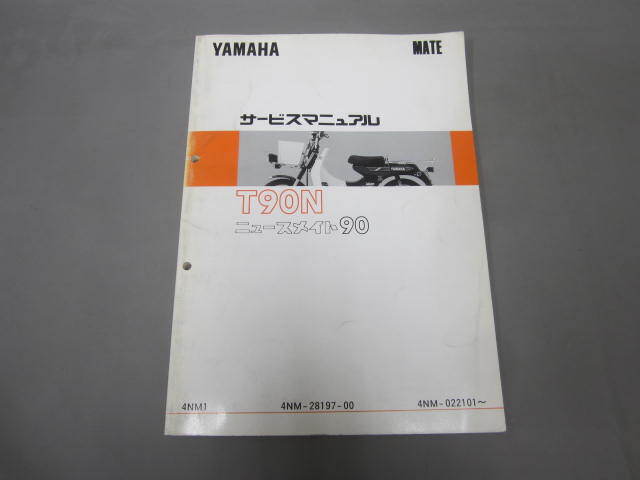 YAMAHA MATE
サービスマニュアル
YAMAHA
T90N
ニュースメイト90
4NM1 4NM-28197-00 4NM-022101～